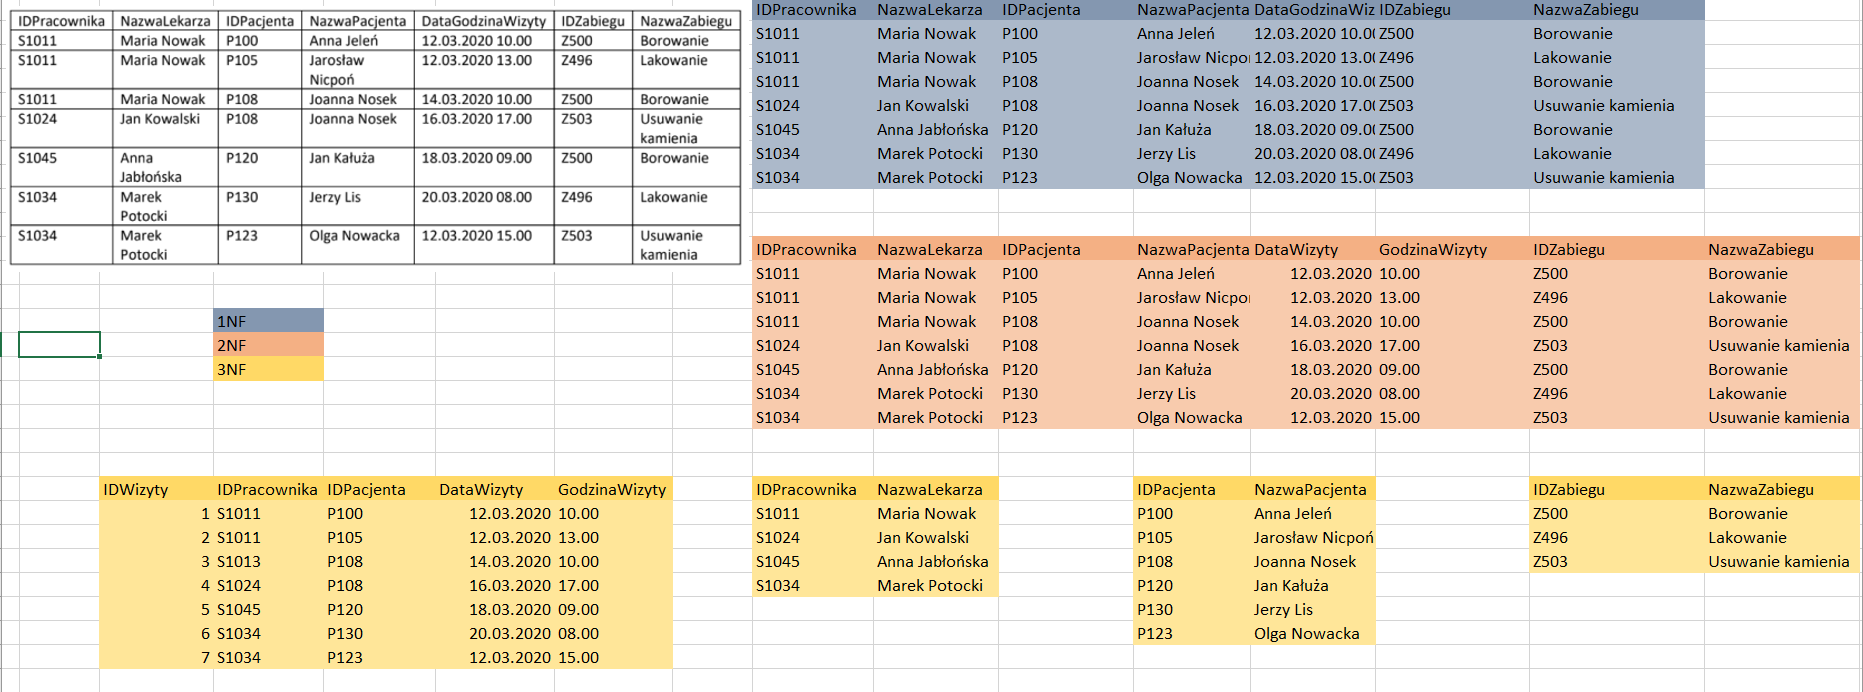 IDPracownika NazwaLekarza IDPacjenta NazwaPacjenta DataGodzinaWizyty IDZabiegu NazwaZabiegu
S1011 Maria Nowak P100 Anna Jeleń 12.03.2020 10.00 Z500 Borowanie
S1011 Maria Nowak P105 Jarosław Nicpoń 12.03.2020 13.00 Z496 Lakowanie
S1011 Maria Nowak P108 Joanna Nosek 14.03.2020 10.00 Z500 Borowanie
S1024 Jan Kowalski P108 Joanna Nosek 16.03.2020 17.00 Z503 Usuwanie kamienia
S1045 Anna Jabłońska P120 Jan Kałuża 18.03.2020 09.00 Z500 Borowanie
S1034 Marek Potocki P130 Jerzy Lis 20.03.2020 08.00 Z496 Lakowanie
S1034 Marek Potocki P123 Olga Nowacka 12.03.2020 15.00 Z503 Usuwanie kamienia
IDPracownika NazwaLekarza IDPacjenta NazwaPacjenta DataGodzinaWiz IDZabiegu NazwaZabiegu
S1011 Maria Nowak P100 Anna Jeleń 12.03.2020 10.00 Z500 Borowanie
S1011 Maria Nowak P105 Jarosław Nicpoń 12.03.2020 13.00 Z496 Lakowanie
S1011 Maria Nowak P108 Joanna Nosek 14.03.2020 10.00 Z500 Borowanie
S1024 Jan Kowalski P108 Joanna Nosek 16.03.2020 17.00 Z503 Usuwanie kamienia
S1045 Anna Jabłońska P120 Jan Kałuża 18.03.2020 09.00 Z500 Borowanie
S1034 Marek Potocki P130 Jerzy Lis 20.03.2020 08.00 Z496 Lakowanie
S1034 Marek Potocki P123 Olga Nowacka 12.03.2020 15.00 Z503 Usuwanie kamienia
IDPracownika NazwaLekarza IDPacjenta NazwaPacjenta DataWizyty GodzinaWizyty IDZabiegu NazwaZabiegu
S1011 Maria Nowak P100 Anna Jeleń 12.03.2020 10.00 Z500 Borowanie
S1011 Maria Nowak P105 Jarosław Nicpoń 12.03.2020 13.00 Z496 Lakowanie
S1011 Maria Nowak P108 Joanna Nosek 14.03.2020 10.00 Z500 Borowanie
S1024 Jan Kowalski P108 Joanna Nosek 16.03.2020 17.00 Z503 Usuwanie kamienia
S1045 Anna Jabłońska P120 Jan Kałuża 18.03.2020 09.00 Z500 Borowanie
S1034 Marek Potocki P130 Jerzy Lis 20.03.2020 08.00 Z496 Lakowanie
S1034 Marek Potocki P123 Olga Nowacka 12.03.2020 15.00 Z503 Usuwanie kamienia
1NF
2NF
3NF
IDWizyty IDPracownika IDPacjenta DataWizyty GodzinaWizyty
1 S1011 P100 12.03.2020 10.00
2 S1011 P105 12.03.2020 13.00
3 S1013 P108 14.03.2020 10.00
4 S1024 P108 16.03.2020 17.00
5 S1045 P120 18.03.2020 09.00
6 S1034 P130 20.03.2020 08.00
7 S1034 P123 12.03.2020 15.00
IDPracownika NazwaLekarza
S1011 Maria Nowak
S1024 Jan Kowalski
S1045 Anna Jabłońska
S1034 Marek Potocki
IDPacjenta NazwaPacjenta
P100 Anna Jeleń
P105 Jarosław Nicpoń
P108 Joanna Nosek
P120 Jan Kałuża
P130 Jerzy Lis
P123 Olga Nowacka
IDZabiegu NazwaZabiegu
Z500 Borowanie
Z496 Lakowanie
Z503 Usuwanie kamienia